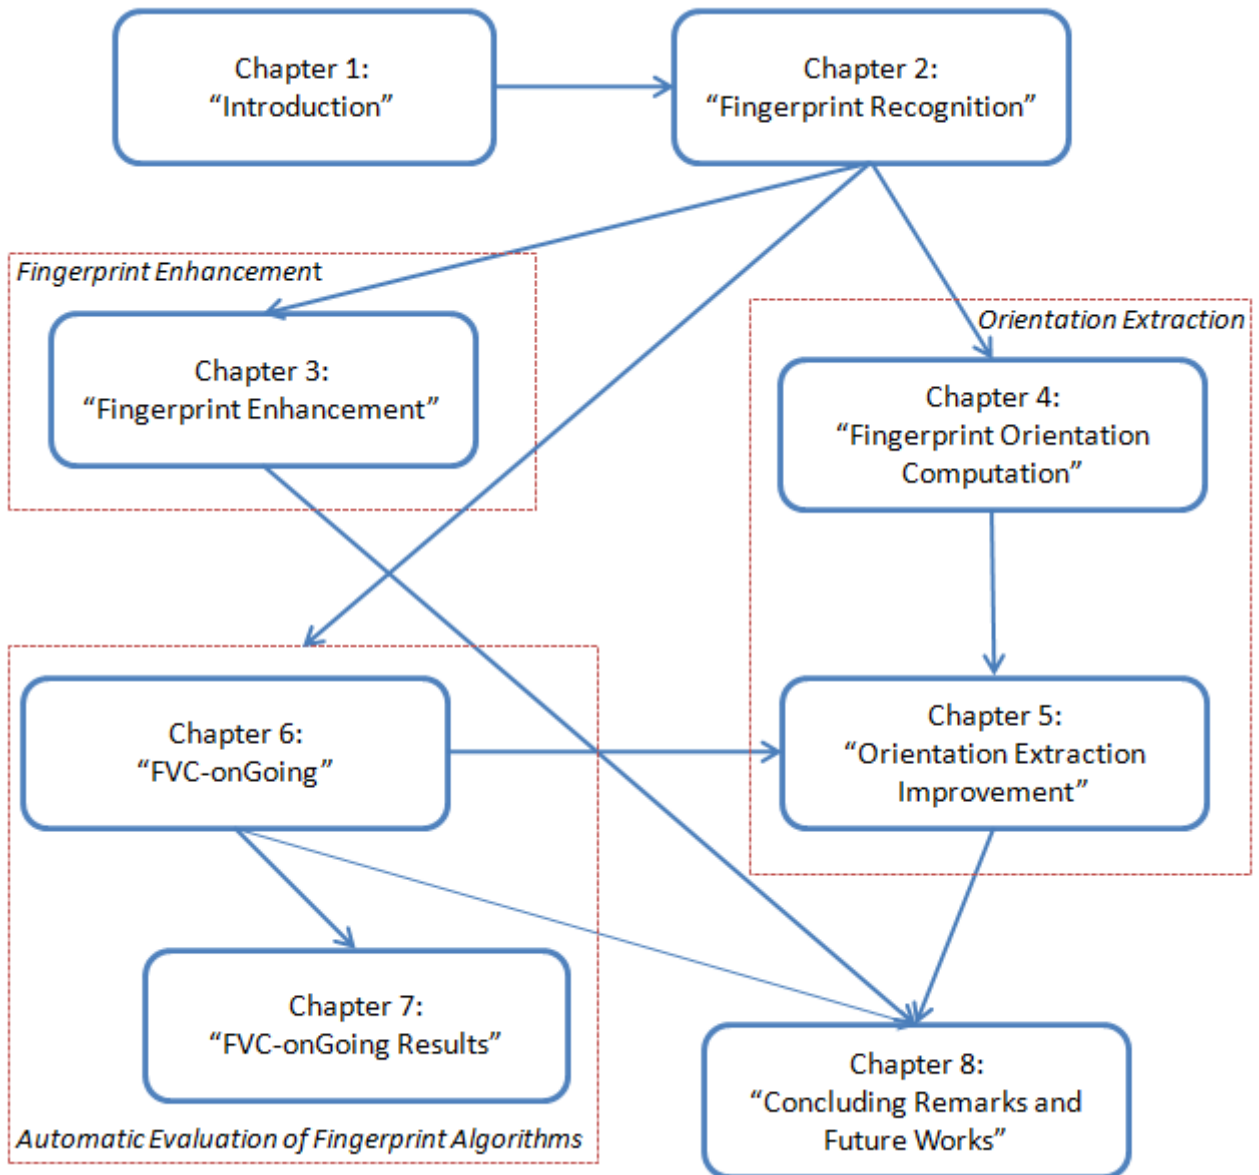 Chapter 1:
“Introduction”
Chapter 2:
“Fingerprint Recognition”
Fingerprint Enhancement
Chapter 3:
“Fingerprint Enhancement”
Orientation Extraction
Chapter 4:
“Fingerprint Orientation
Computation”
Chapter 6:
“FVC-onGoing”
Chapter 5:
“Orientation Extraction
Improvement”
Chapter 7:
“FVC-onGoing Results”
Automatic Evaluation of Fingerprint Algorithms
Chapter 8:
“Concluding Remarks and
Future Works”